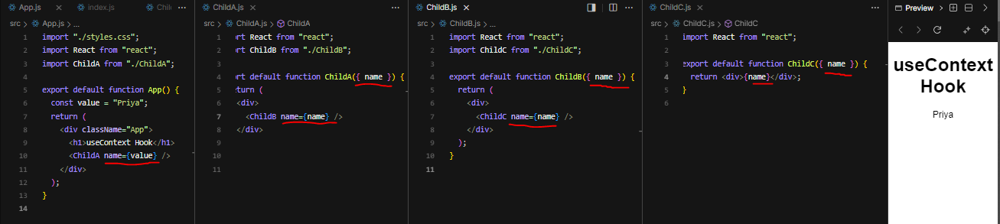 App.js
index.js
Chil
...
src > App.js > ...
1 import "./styles.css";
2 import React from "react";
3 import ChildA from "./ChildA";
4
5 export default function App() {
6 const value = "Priya";
7 return (
8 <div className="App">
9 <h1>useContext Hook</h1>
10 <ChildA name={value} />
11 </div>
12 );
13 }
14
ChildA.js
...
src > ChildA.js > ChildA
1 rt React from "react";
2 rt ChildB from "./ChildB";
3
4 rt default function ChildA({ name }) {
5 turn (
6 <div>
7 <ChildB name={name} />
8 </div>
9
10
11
ChildB.js
...
src > ChildB.js > ...
1 import React from "react";
2 import ChildC from "./ChildC";
3
4 export default function ChildB({ name }) {
5 return (
6 <div>
7 <ChildC name={name} />
8 </div>
9 );
10 }
11
ChildC.js
...
src > ChildC.js > ChildC
1 import React from "react";
2
3 export default function ChildC({ name }) {
4 return <div>{name}</div>;
5 }
6
Preview
useContext
Hook
Priya